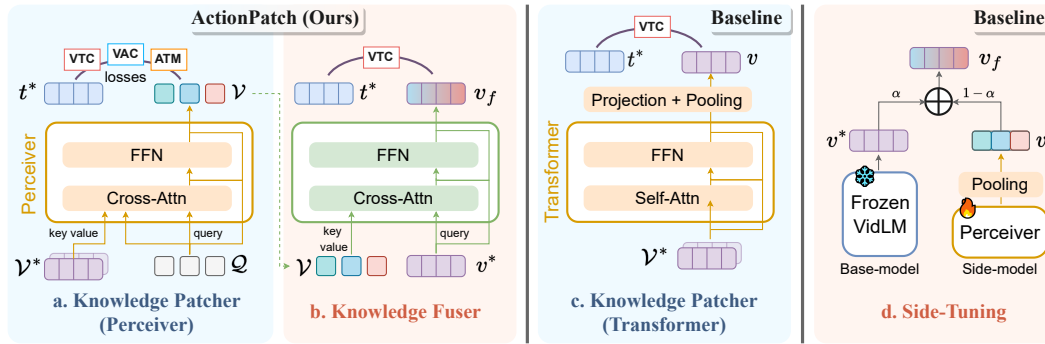 ActionPatch (Ours)
VTC
VAC
ATM
losses
t*
𝒱
Perceiver
FFN
Cross-Attn
key value
query
𝒱*
𝒬
a. Knowledge Patcher
(Perceiver)
VTC
t*
v_f
FFN
Cross-Attn
key
value
query
𝒱
v*
b. Knowledge Fuser
Baseline
VTC
t*
v
Projection + Pooling
Transformer
FFN
Self-Attn
𝒱*
c. Knowledge Patcher
(Transformer)
Baseline
v_f
α
1 − α
v*
v
Pooling
Frozen
VidLM
Perceiver
Base-model
Side-model
d. Side-Tuning